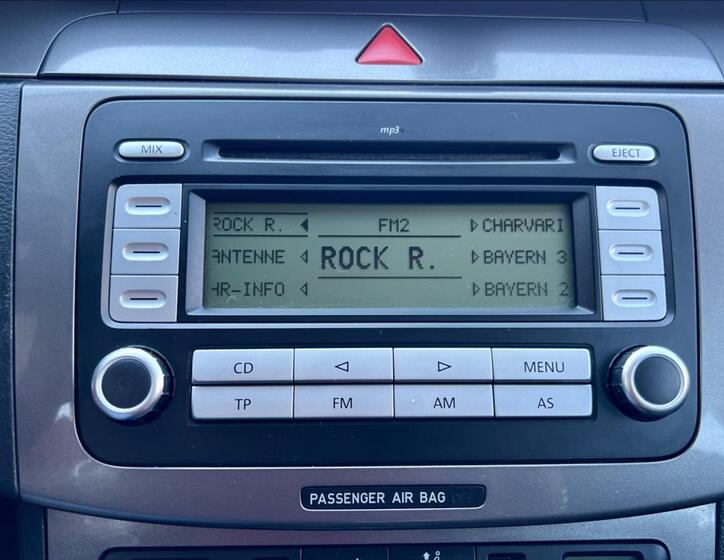 mp3
MIX
EJECT
ROCK R. FM2 CHARVARI
ANTENNE ROCK R. BAYERN 3
HR-INFO BAYERN 2
CD MENU
TP FM AM AS
PASSENGER AIR BAG OFF